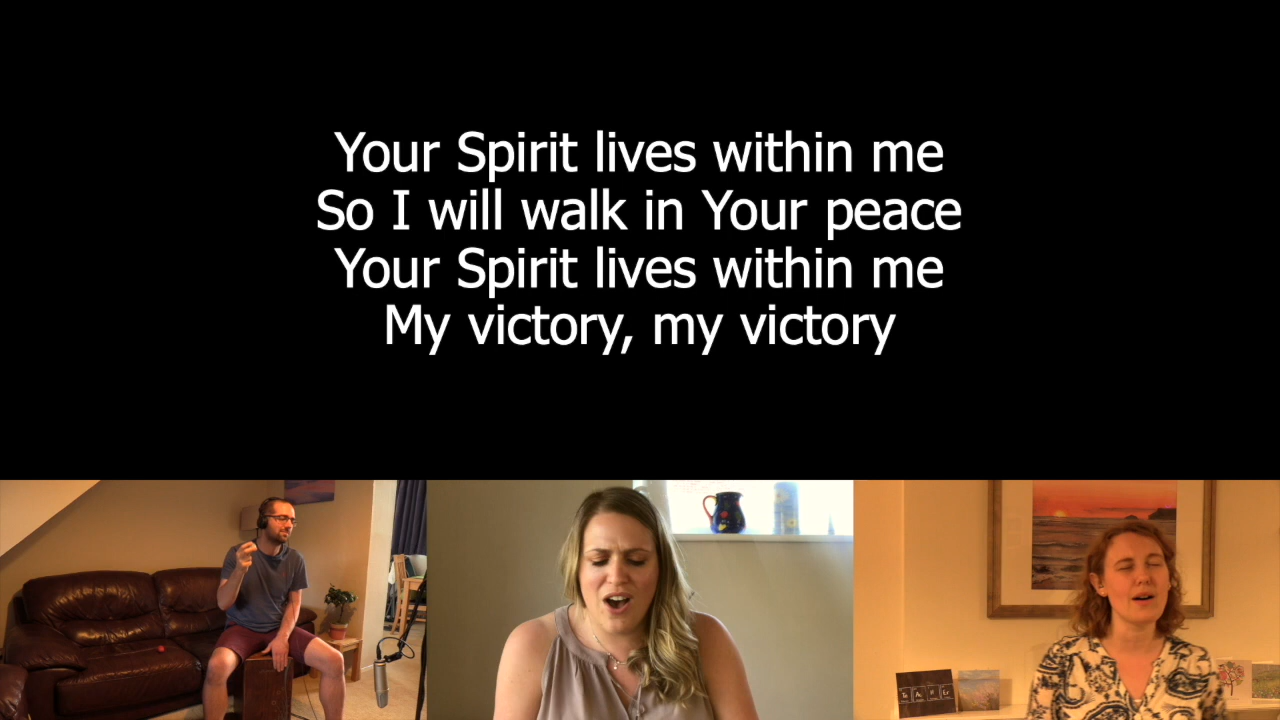 Your Spirit lives within me
So I will walk in Your peace
Your Spirit lives within me
My victory, my victory